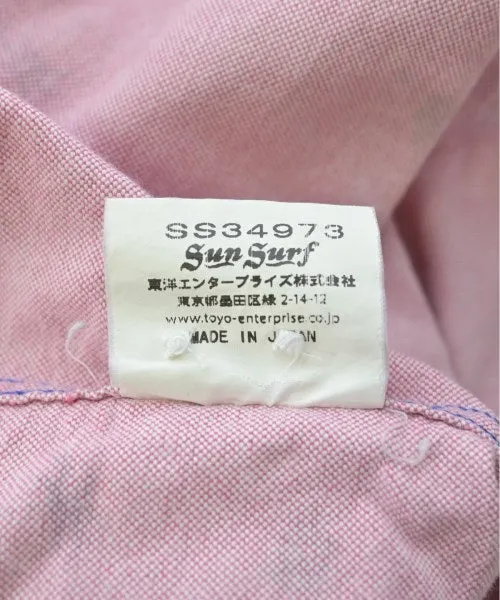 SS34973
Sun Surf
東洋エンタープライズ株式会社
東京都墨田区緑 2-14-12
www.toyo-enterprise.co.jp
MADE IN JAPAN